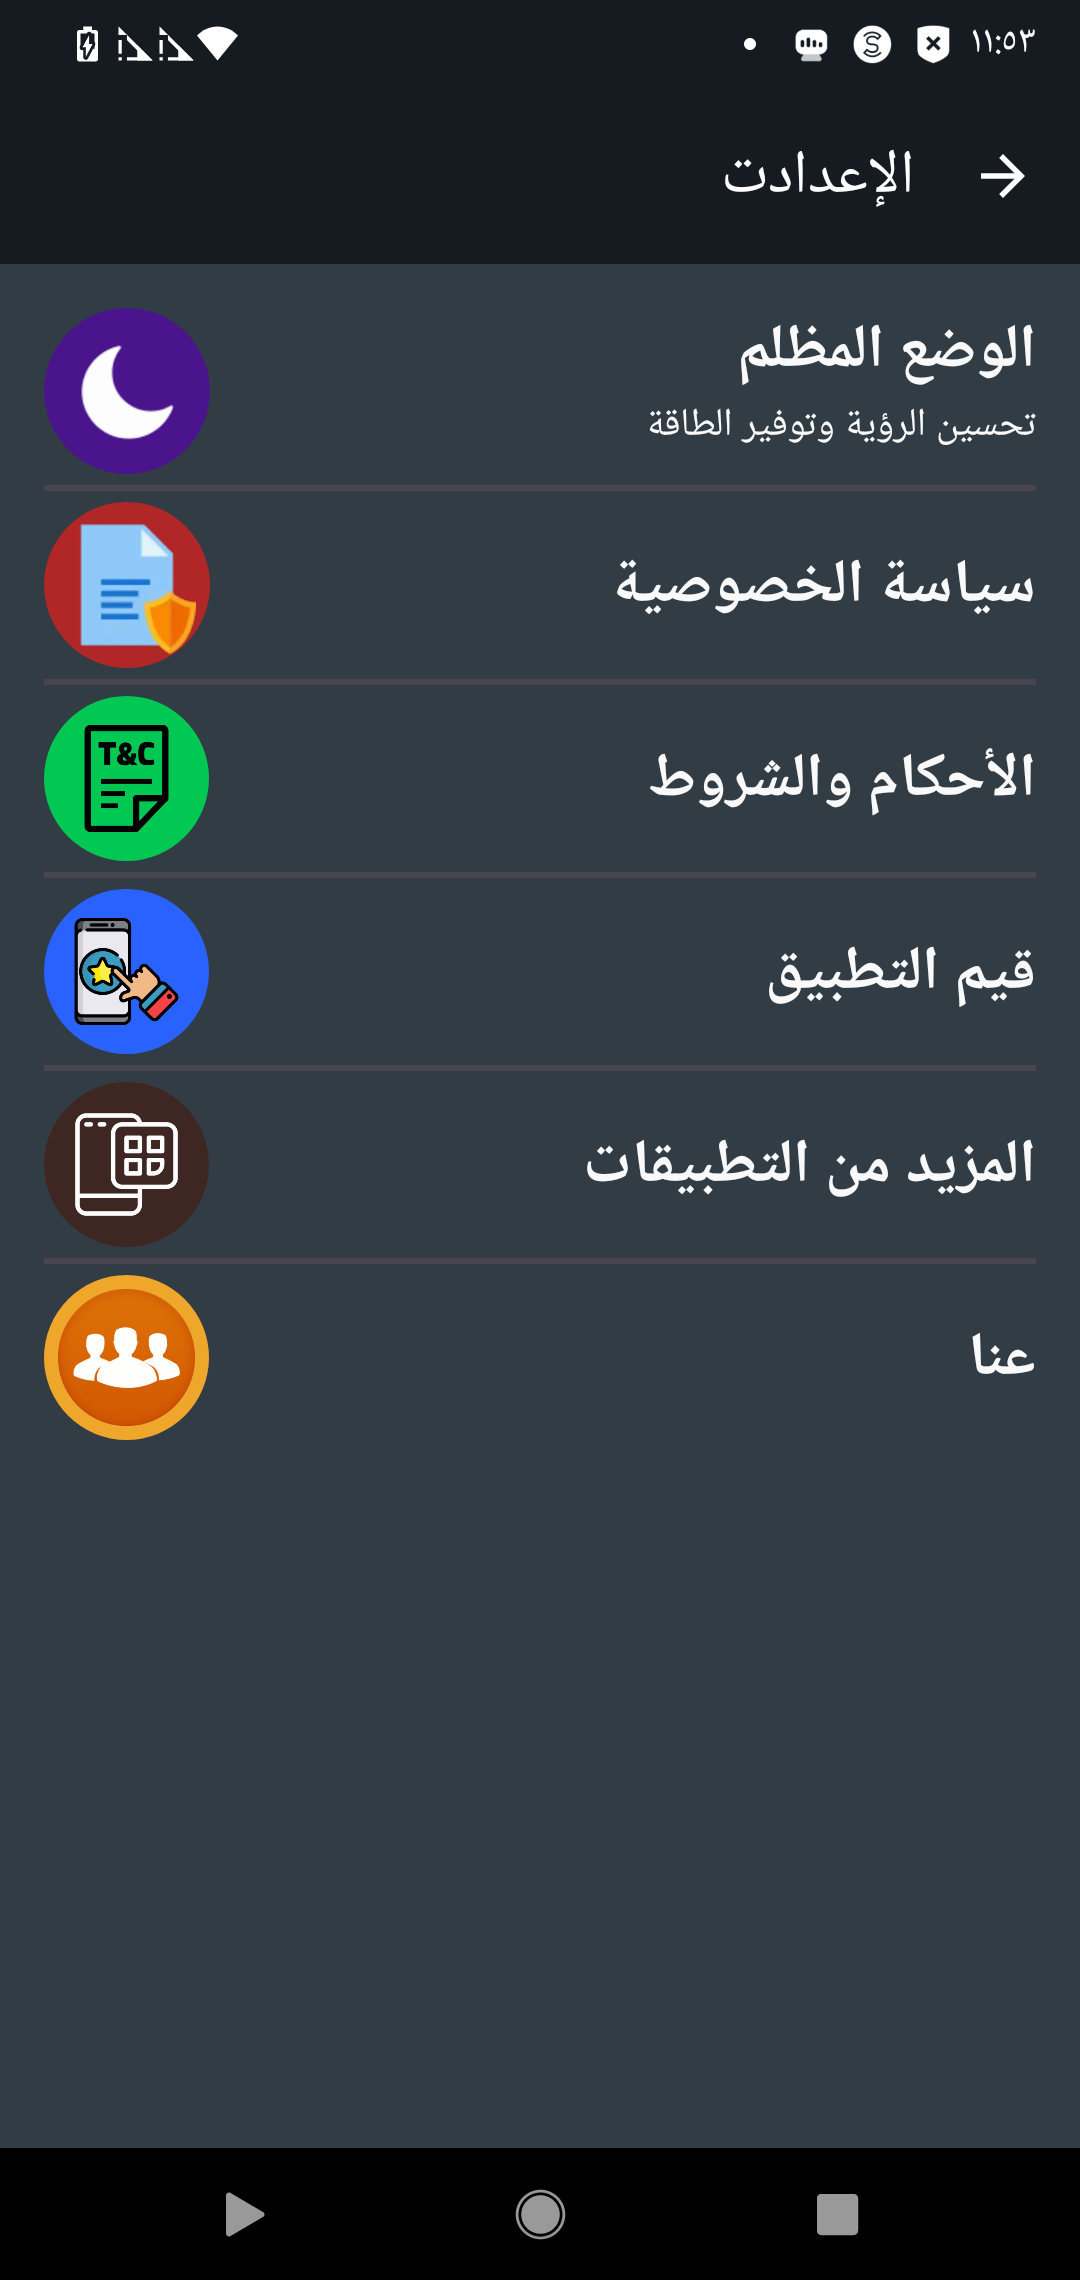 ١١:٥٣
الإعدادت
الوضع المظلم
تحسين الرؤية وتوفير الطاقة
سياسة الخصوصية
T&C
الأحكام والشروط
قيم التطبيق
المزيد من التطبيقات
عنا